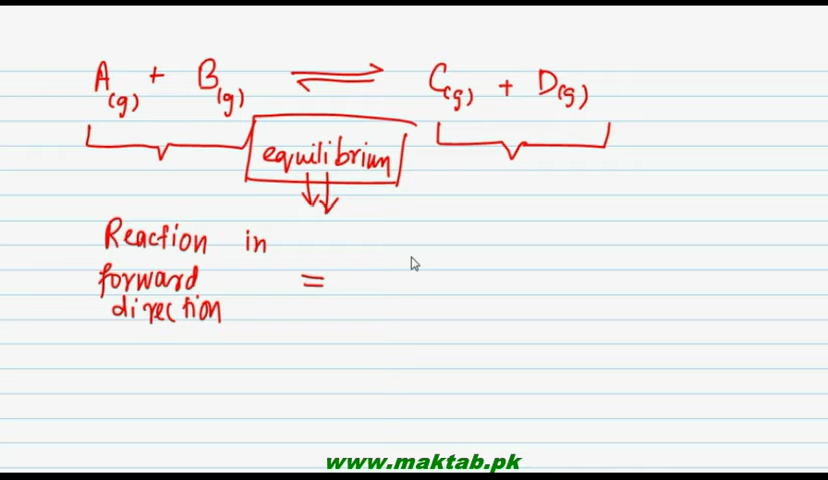 A(g) + B(g) ⇌ C(g) + D(g)
equilibrium
Reaction in
forward =
direction
www.maktab.pk